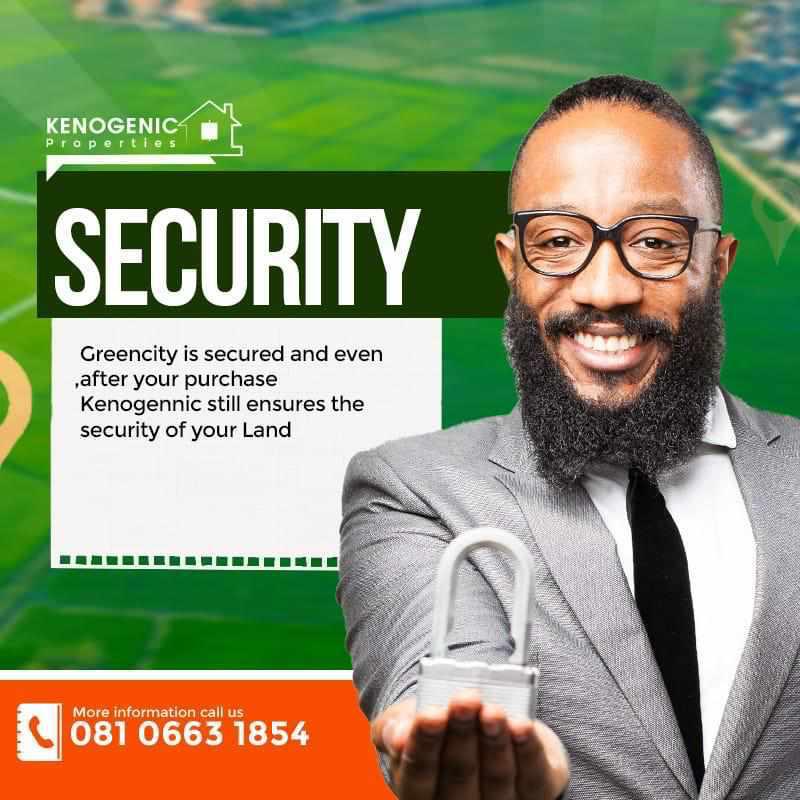 KENOGENIC
Properties
SECURITY
Greencity is secured and even
,after your purchase
Kenogennic still ensures the
security of your Land
More information call us
081 0663 1854